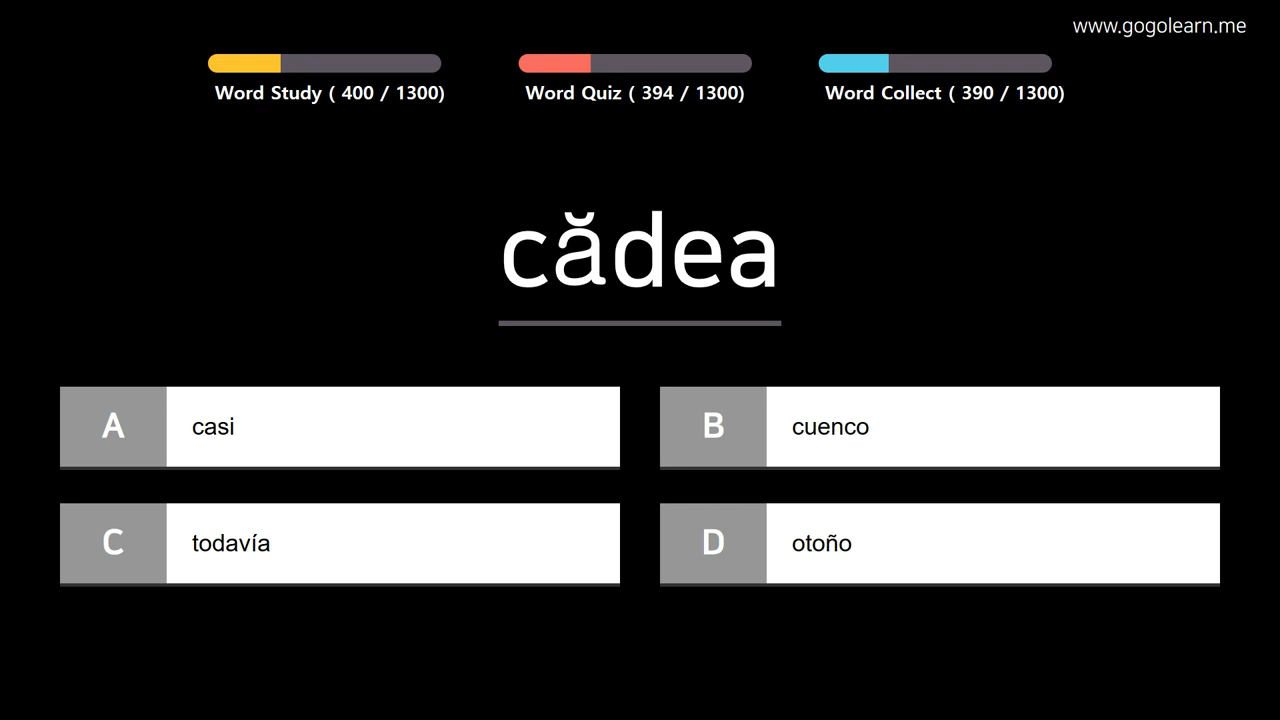 www.gogolearn.me
Word Study ( 400 / 1300)
Word Quiz ( 394 / 1300)
Word Collect ( 390 / 1300)
cădea
A casi
B cuenco
C todavía
D otoño